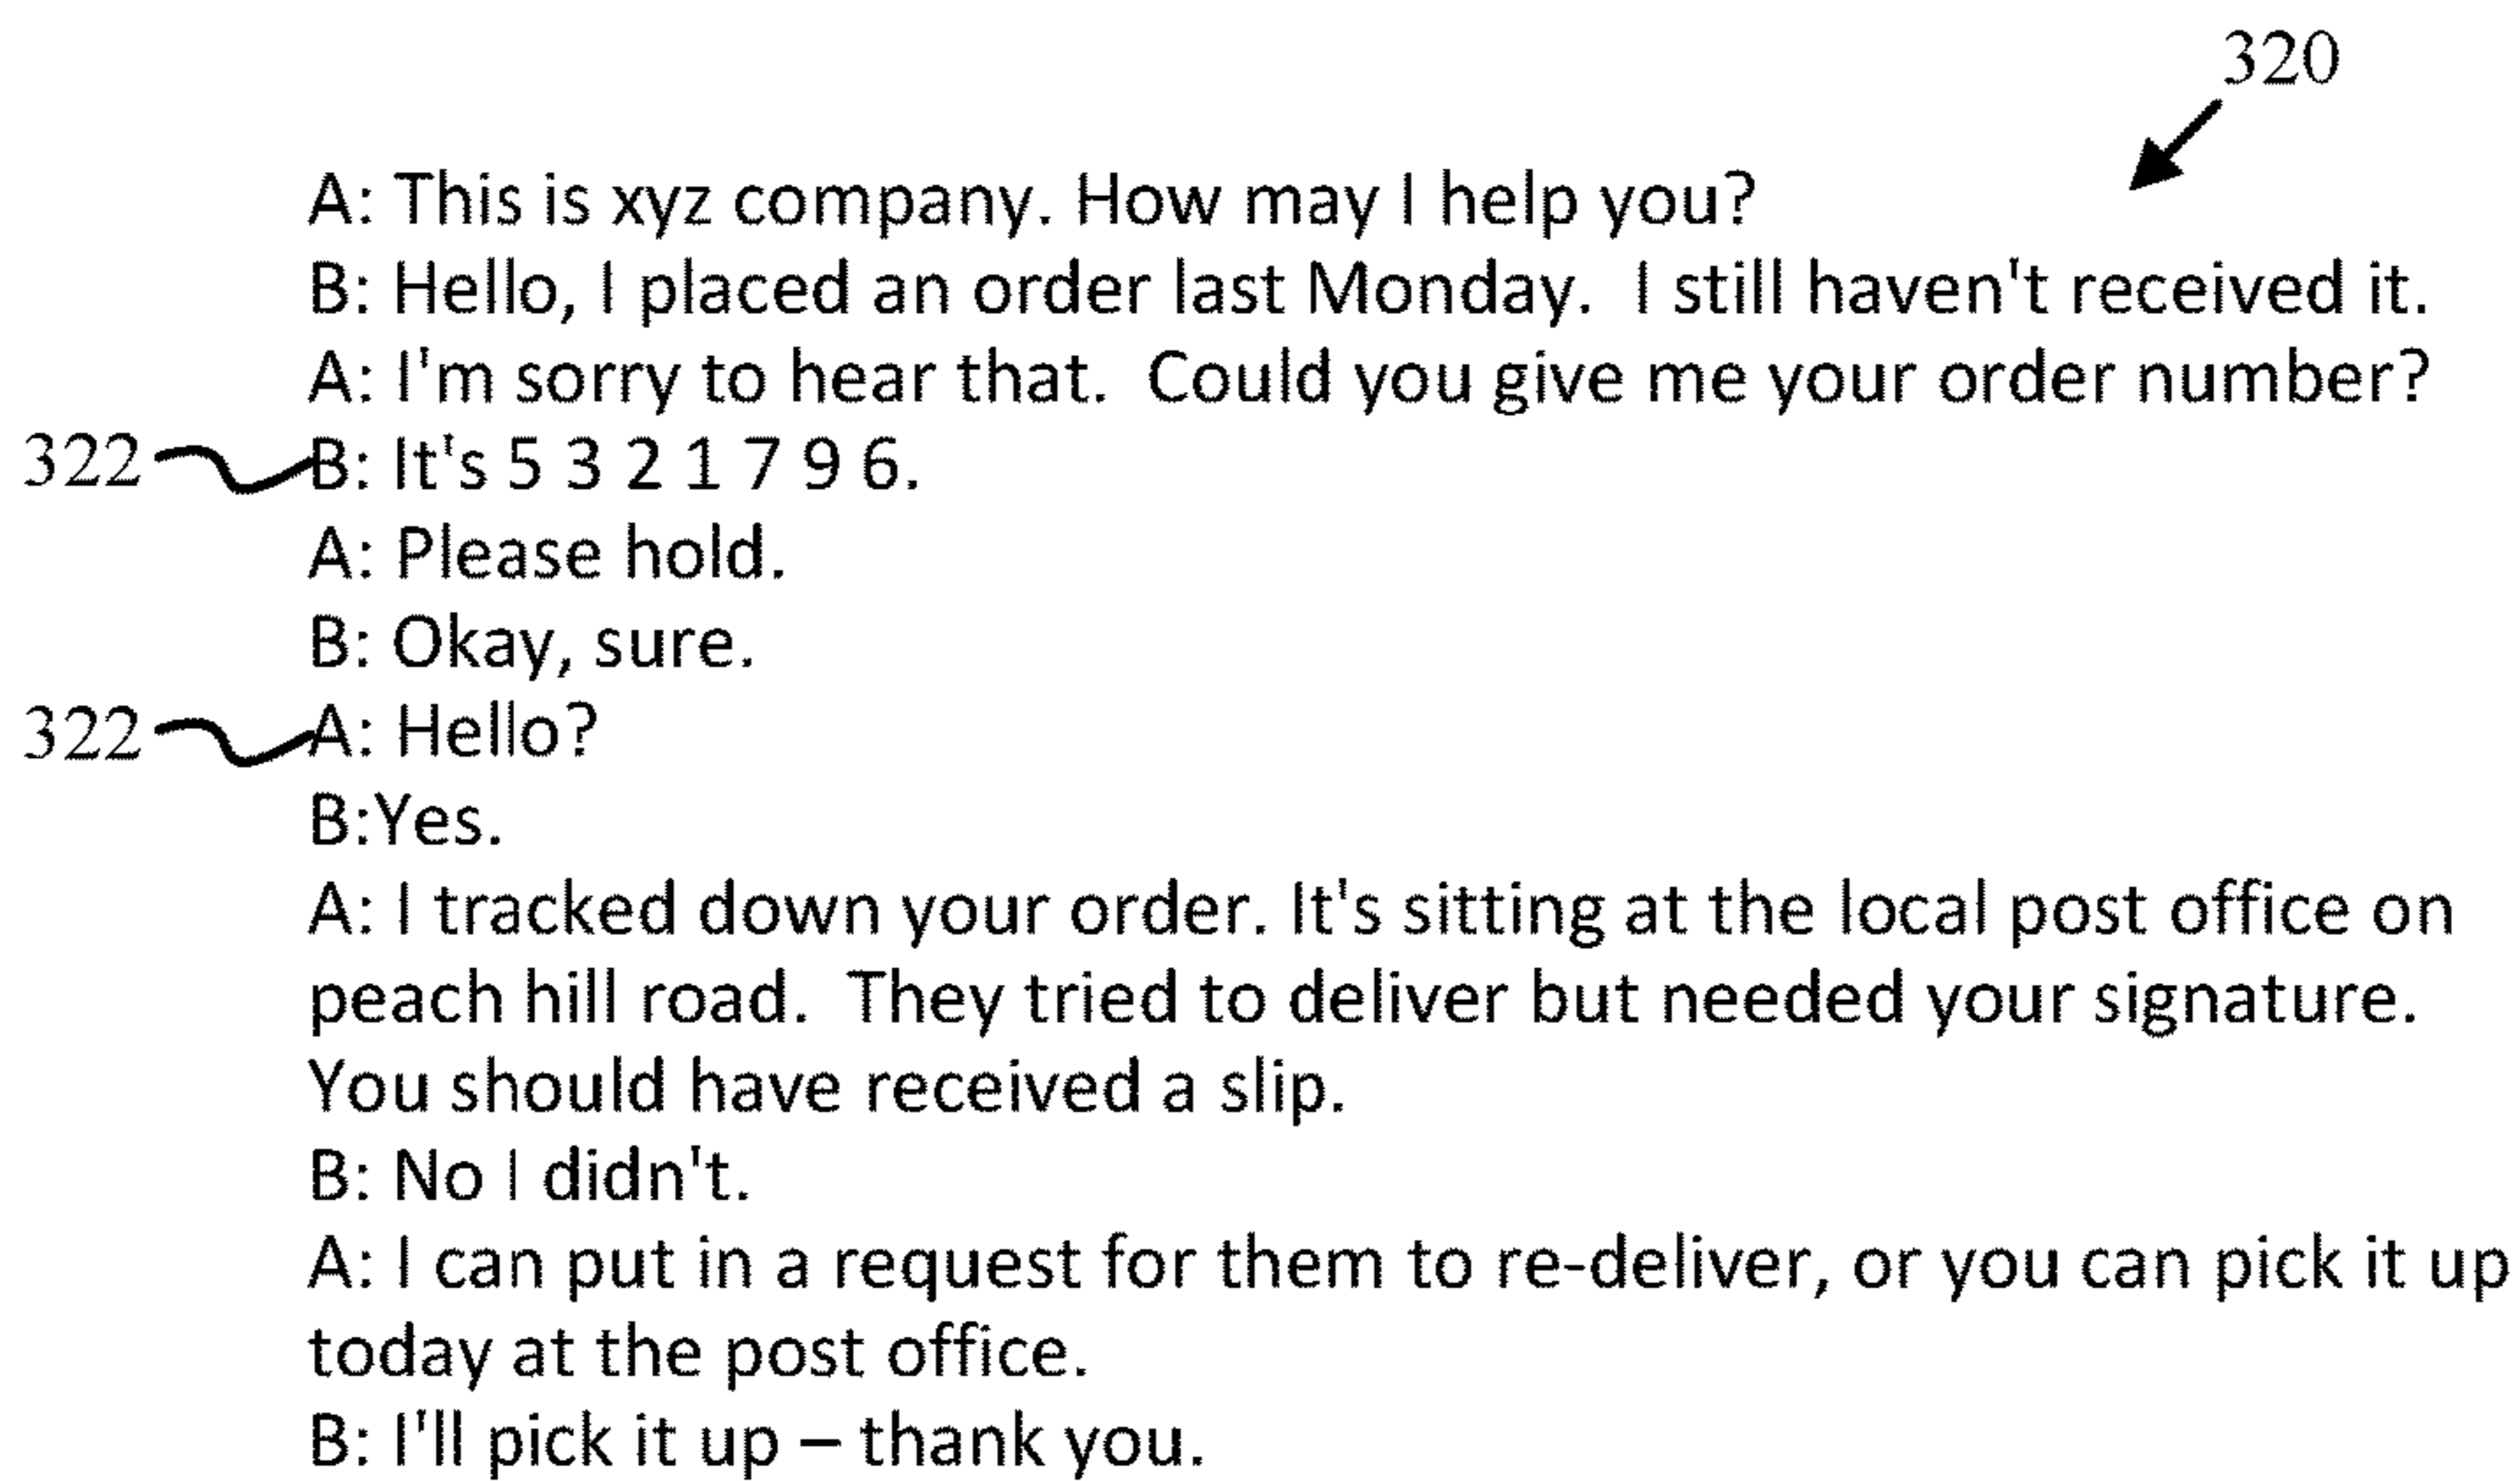 320
A: This is xyz company. How may I help you?
B: Hello, I placed an order last Monday.  I still haven't received it.
A: I'm sorry to hear that.  Could you give me your order number?
322 B: It's 5 3 2 1 7 9 6.
A: Please hold.
B: Okay, sure.
322 A: Hello?
B:Yes.
A: I tracked down your order. It's sitting at the local post office on
peach hill road.  They tried to deliver but needed your signature.
You should have received a slip.
B: No I didn't.
A: I can put in a request for them to re-deliver, or you can pick it up
today at the post office.
B: I'll pick it up – thank you.